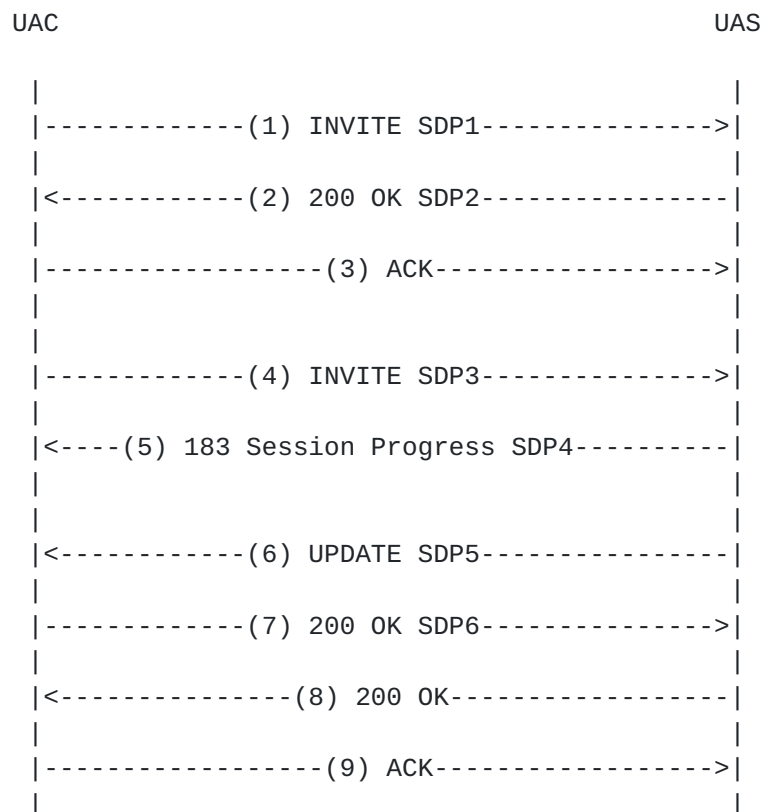 UAC UAS
(1) INVITE SDP1
(2) 200 OK SDP2
(3) ACK
(4) INVITE SDP3
(5) 183 Session Progress SDP4
(6) UPDATE SDP5
(7) 200 OK SDP6
(8) 200 OK
(9) ACK